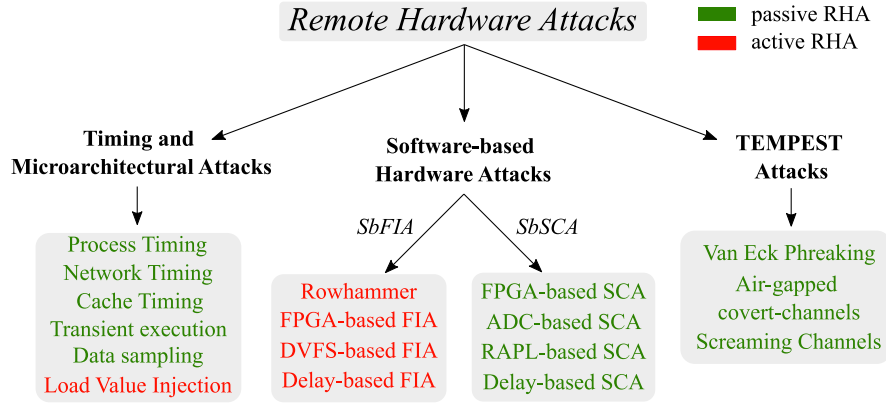 Remote Hardware Attacks
passive RHA
active RHA
Timing and
Microarchitectural Attacks
Software-based
Hardware Attacks
TEMPEST
Attacks
SbFIA
SbSCA
Process Timing
Network Timing
Cache Timing
Transient execution
Data sampling
Load Value Injection
Rowhammer
FPGA-based FIA
DVFS-based FIA
Delay-based FIA
FPGA-based SCA
ADC-based SCA
RAPL-based SCA
Delay-based SCA
Van Eck Phreaking
Air-gapped
covert-channels
Screaming Channels